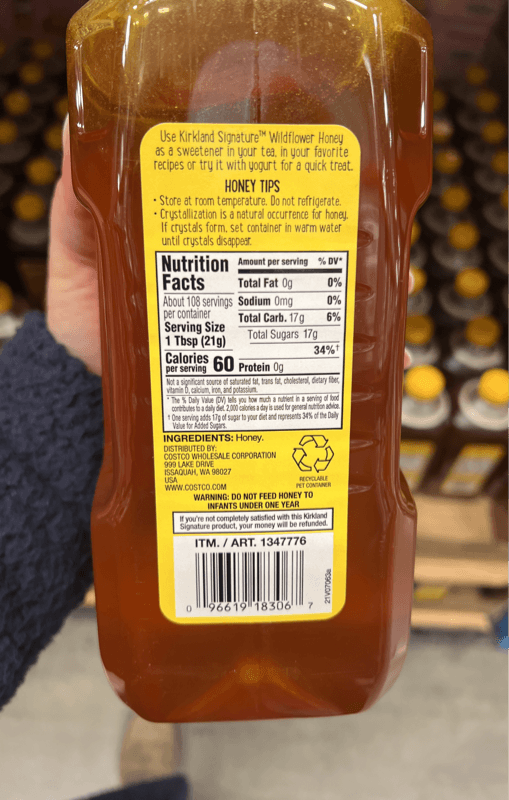 Use Kirkland Signature™ Wildflower Honey
as a sweetener in your tea, in your favorite
recipes or try it with yogurt for a quick treat.
HONEY TIPS
• Store at room temperature. Do not refrigerate.
• Crystallization is a natural occurrence for honey.
If crystals form, set container in warm water
until crystals disappear.
Nutrition
Facts
About 108 servings
per container
Serving Size
1 Tbsp (21g)
Calories
per serving 60
Amount per serving % DV*
Total Fat 0g 0%
Sodium 0mg 0%
Total Carb. 17g 6%
Total Sugars 17g
34%†
Protein 0g
Not a significant source of saturated fat, trans fat, cholesterol, dietary fiber,
vitamin D, calcium, iron, and potassium.
* The % Daily Value (DV) tells you how much a nutrient in a serving of food
contributes to a daily diet. 2,000 calories a day is used for general nutrition advice.
† One serving adds 17g of sugar to your diet and represents 34% of the Daily
Value for Added Sugars.
INGREDIENTS: Honey.
DISTRIBUTED BY:
COSTCO WHOLESALE CORPORATION
999 LAKE DRIVE
ISSAQUAH, WA 98027
USA
WWW.COSTCO.COM
RECYCLABLE
PET CONTAINER
WARNING: DO NOT FEED HONEY TO
INFANTS UNDER ONE YEAR
If you're not completely satisfied with this Kirkland
Signature product, your money will be refunded.
ITM. / ART. 1347776
0 96619 18306 7
21V07063a